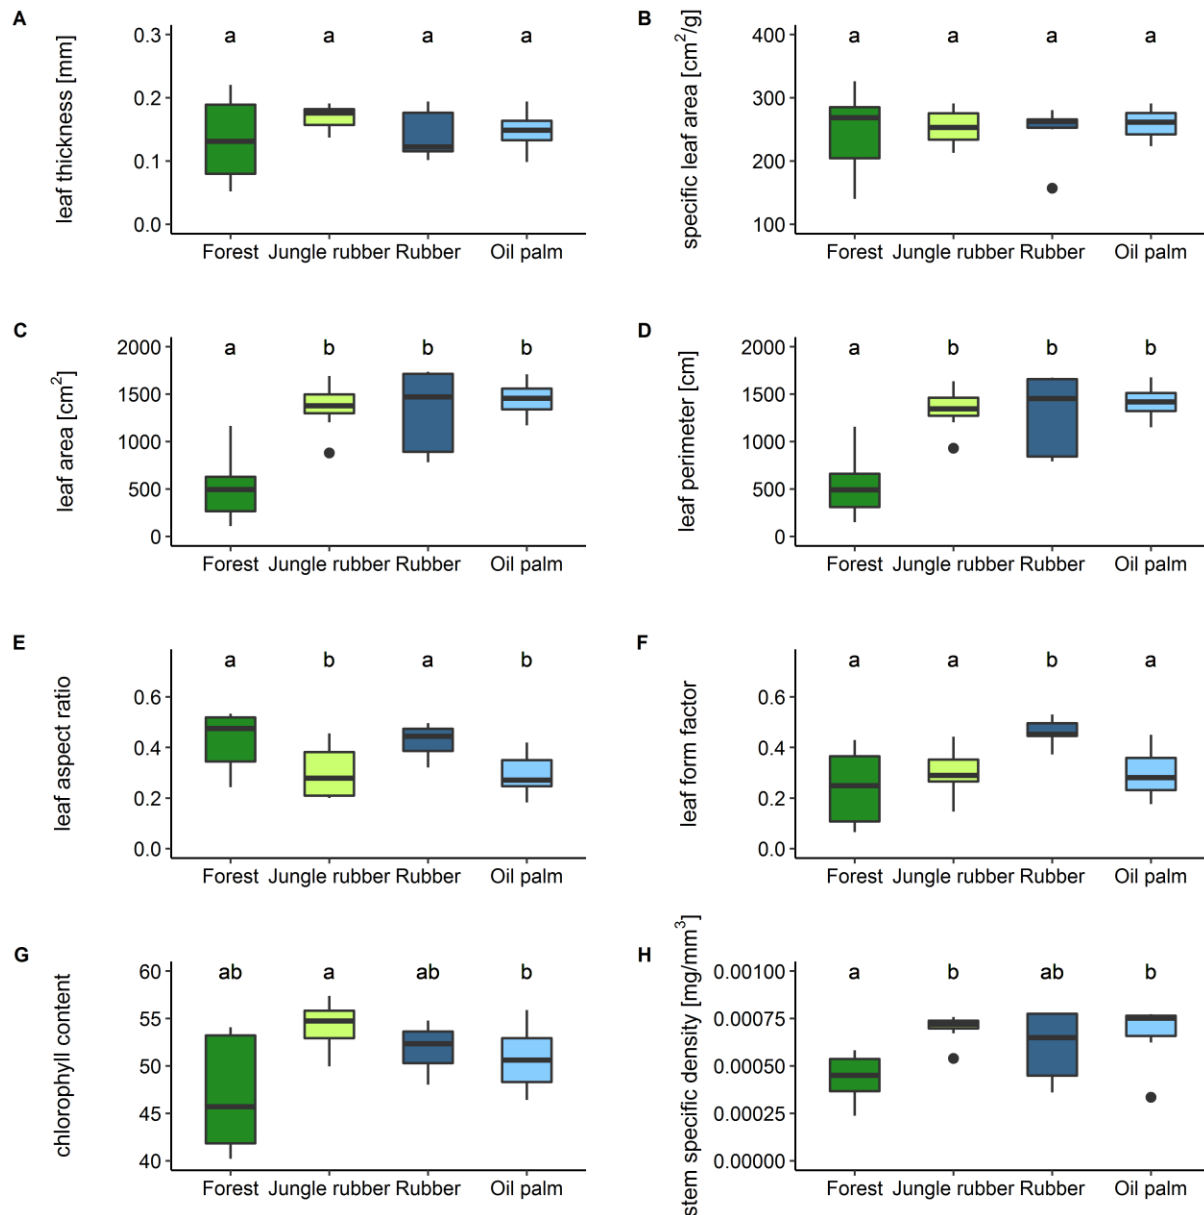 A
leaf thickness [mm]
0.3
0.2
0.1
0.0
a a a a
Forest Jungle rubber Rubber Oil palm
B
specific leaf area [cm²/g]
400
300
200
100
a a a a
Forest Jungle rubber Rubber Oil palm
C
leaf area [cm²]
2000
1500
1000
500
0
a b b b
Forest Jungle rubber Rubber Oil palm
D
leaf perimeter [cm]
2000
1500
1000
500
0
a b b b
Forest Jungle rubber Rubber Oil palm
E
leaf aspect ratio
0.6
0.4
0.2
0.0
a b a b
Forest Jungle rubber Rubber Oil palm
F
leaf form factor
0.6
0.4
0.2
0.0
a a b a
Forest Jungle rubber Rubber Oil palm
G
chlorophyll content
60
55
50
45
40
ab a ab b
Forest Jungle rubber Rubber Oil palm
H
stem specific density [mg/mm³]
0.00100
0.00075
0.00050
0.00025
0.00000
a b ab b
Forest Jungle rubber Rubber Oil palm